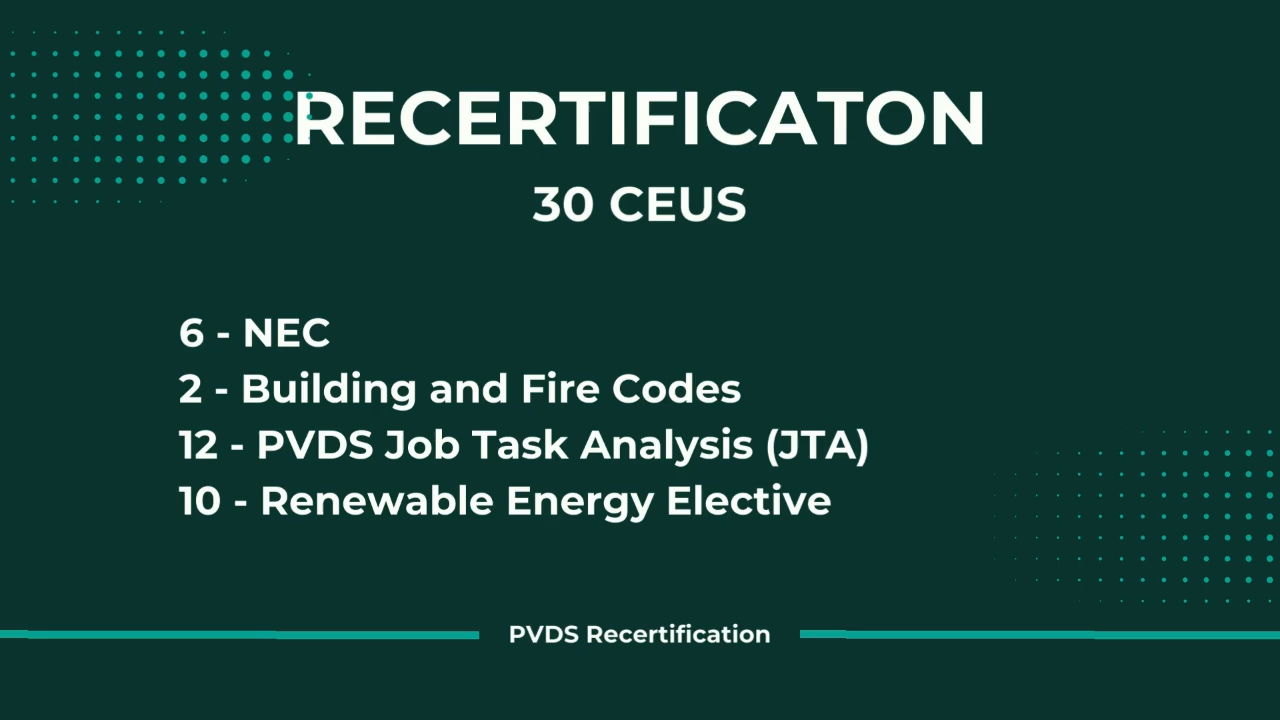 RECERTIFICATON
30 CEUS
6 - NEC
2 - Building and Fire Codes
12 - PVDS Job Task Analysis (JTA)
10 - Renewable Energy Elective
PVDS Recertification